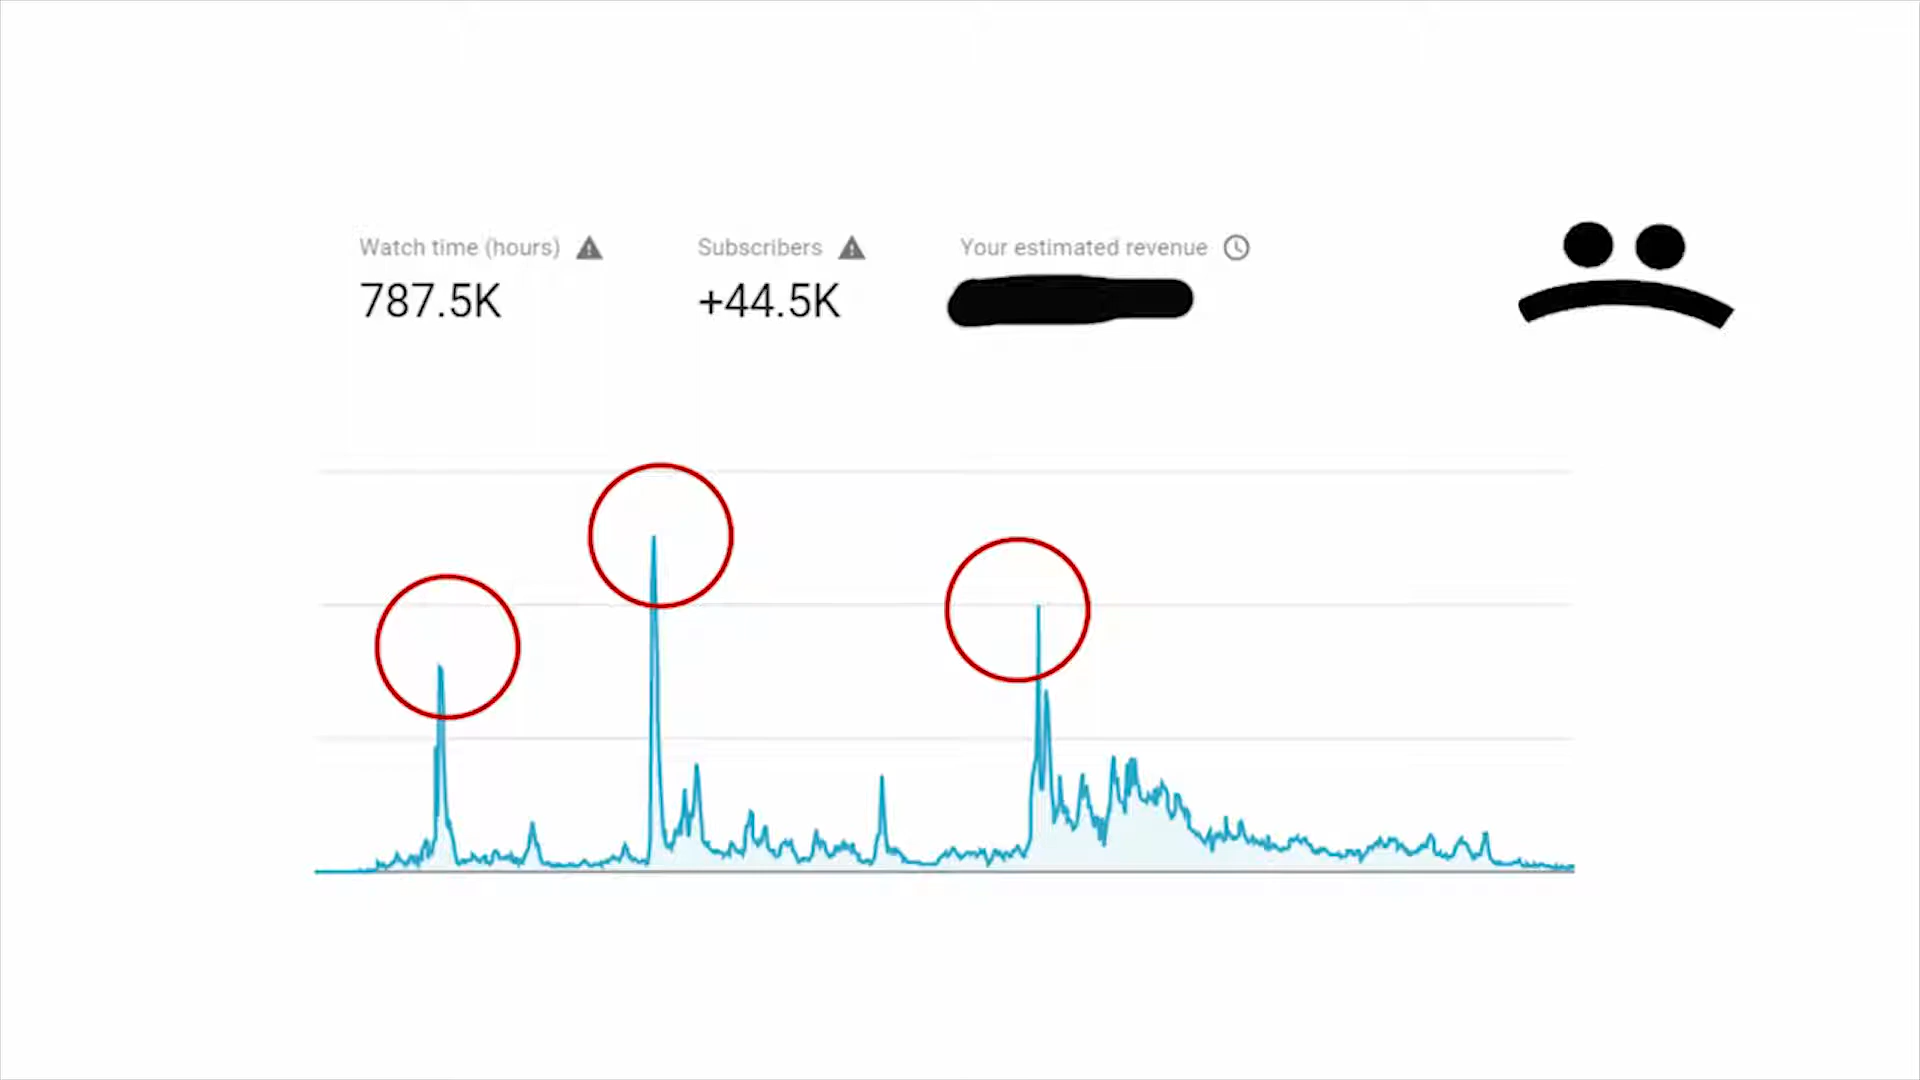 Watch time (hours)
787.5K
Subscribers
+44.5K
Your estimated revenue